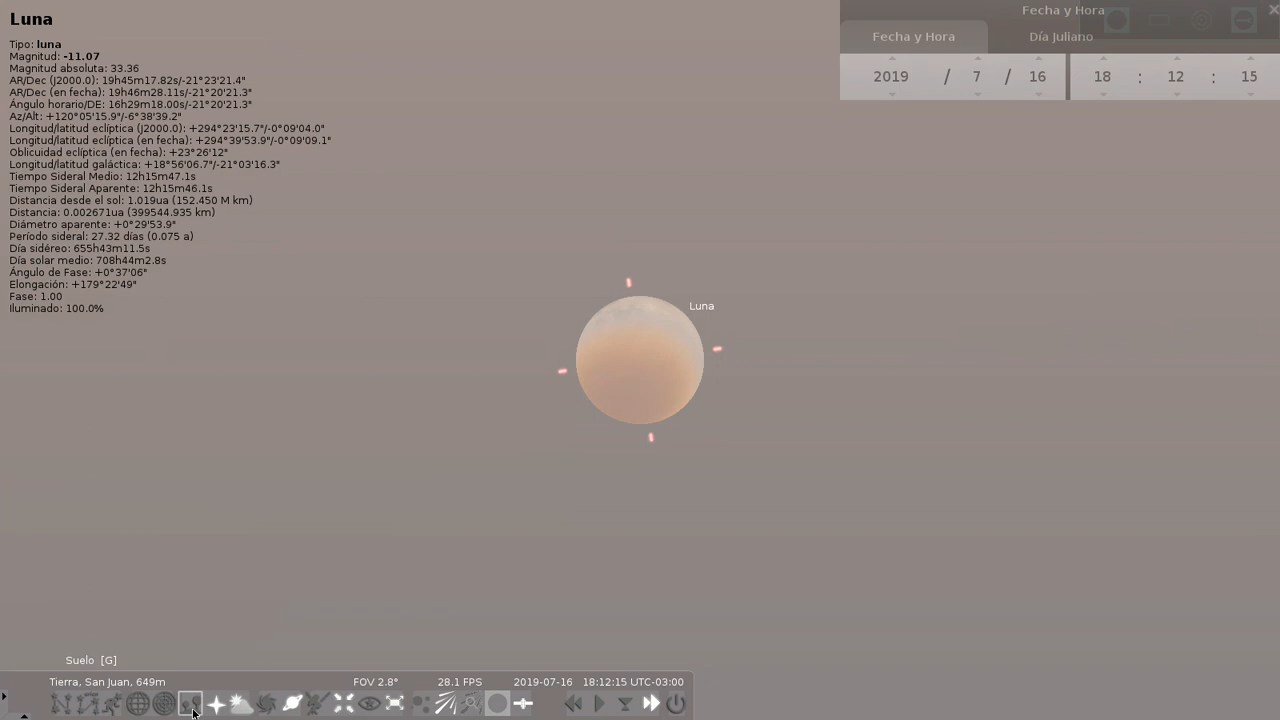 Luna
Tipo: luna
Magnitud: -11.07
Magnitud absoluta: 33.36
AR/Dec (J2000.0): 19h45m17.82s/-21°23'21.4"
AR/Dec (en fecha): 19h46m28.11s/-21°20'21.3"
Ángulo horario/DE: 16h29m18.00s/-21°20'21.3"
Az/Alt: +120°05'15.9"/-6°38'39.2"
Longitud/latitud eclíptica (J2000.0): +294°23'15.7"/-0°09'04.0"
Longitud/latitud eclíptica (en fecha): +294°39'53.9"/-0°09'09.1"
Oblicuidad eclíptica (en fecha): +23°26'12"
Longitud/latitud galáctica: +18°56'06.7"/-21°03'16.3"
Tiempo Sideral Medio: 12h15m47.1s
Tiempo Sideral Aparente: 12h15m46.1s
Distancia desde el sol: 1.019ua (152.450 M km)
Distancia: 0.002671ua (399544.935 km)
Diámetro aparente: +0°29'53.9"
Período sideral: 27.32 días (0.075 a)
Día sidéreo: 655h43m11.5s
Día solar medio: 708h44m2.8s
Ángulo de Fase: +0°37'06"
Elongación: +179°22'49"
Fase: 1.00
Iluminado: 100.0%
Fecha y Hora
Fecha y Hora Día Juliano
2019 / 7 / 16 18 : 12 : 15
Luna
Suelo [G]
Tierra, San Juan, 649m FOV 2.8° 28.1 FPS 2019-07-16 18:12:15 UTC-03:00